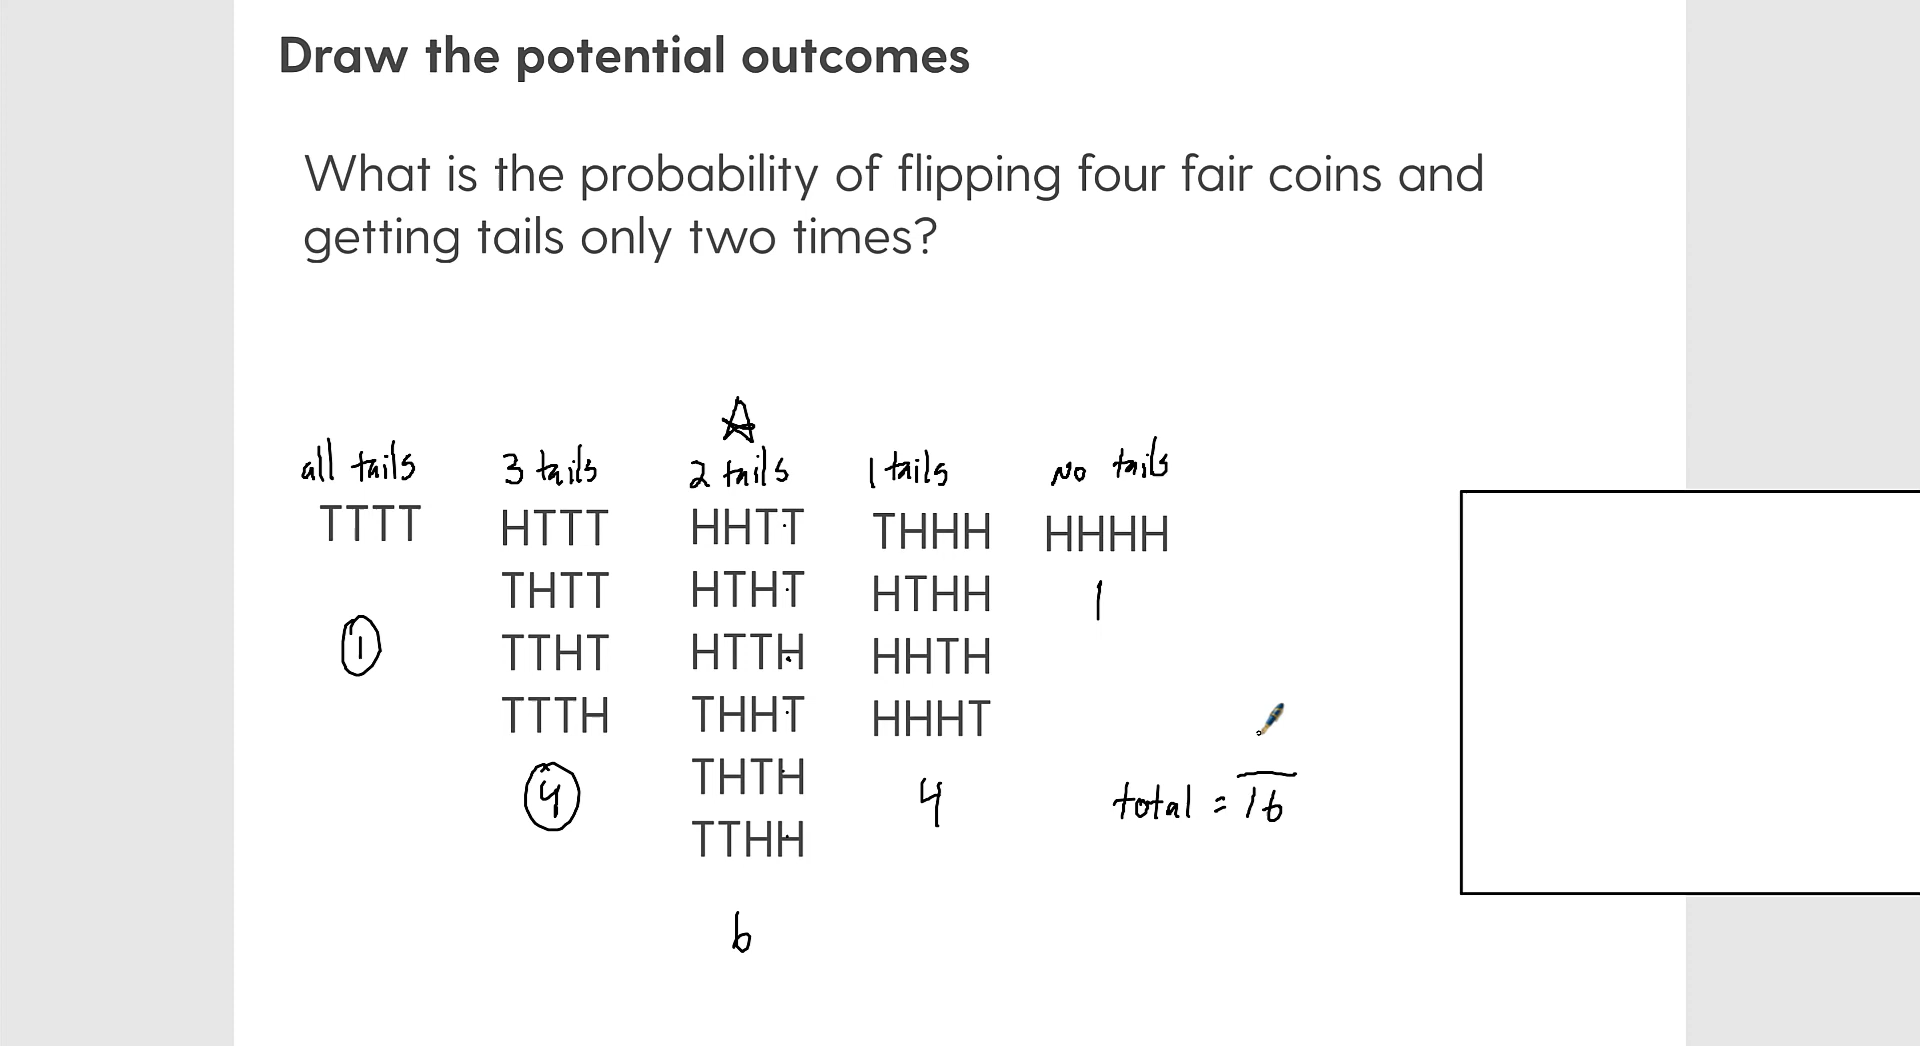 Draw the potential outcomes
What is the probability of flipping four fair coins and
getting tails only two times?
all tails 3 tails 2 tails 1 tails no tails
TTTT HTTT HHTT THHH HHHH
THTT HTHT HTHH 1
1 TTHT HTTH HHTH
TTTH THHT HHHT
4 THTH 4 total = 16
TTHH
6